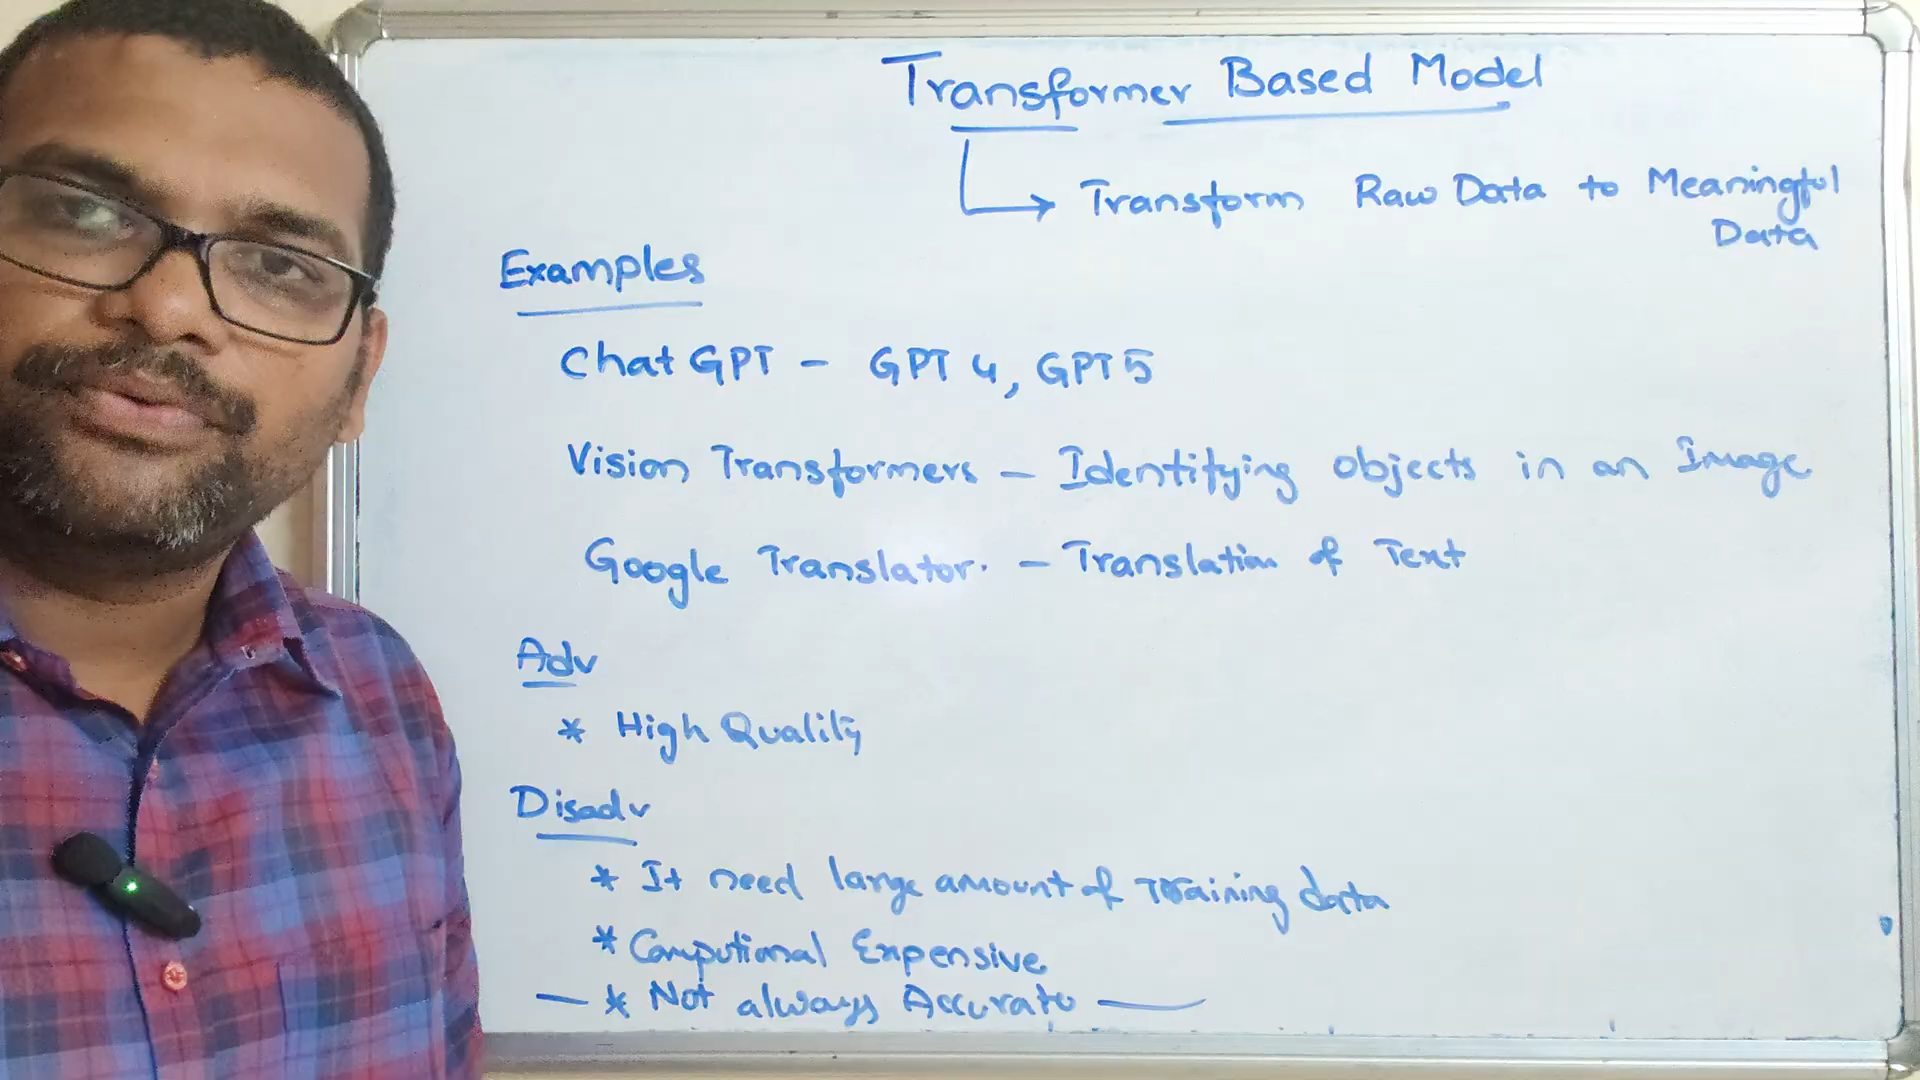 Transformer Based Model
Transform Raw Data to Meaningful
Data
Examples
Chat GPT - GPT 4, GPT 5
Vision Transformers - Identifying objects in an Image
Google Translator. - Translation of Text
Adv
* High Quality
Disadv
* It need large amount of Training data
* Computional Expensive
- * Not always Accurate -